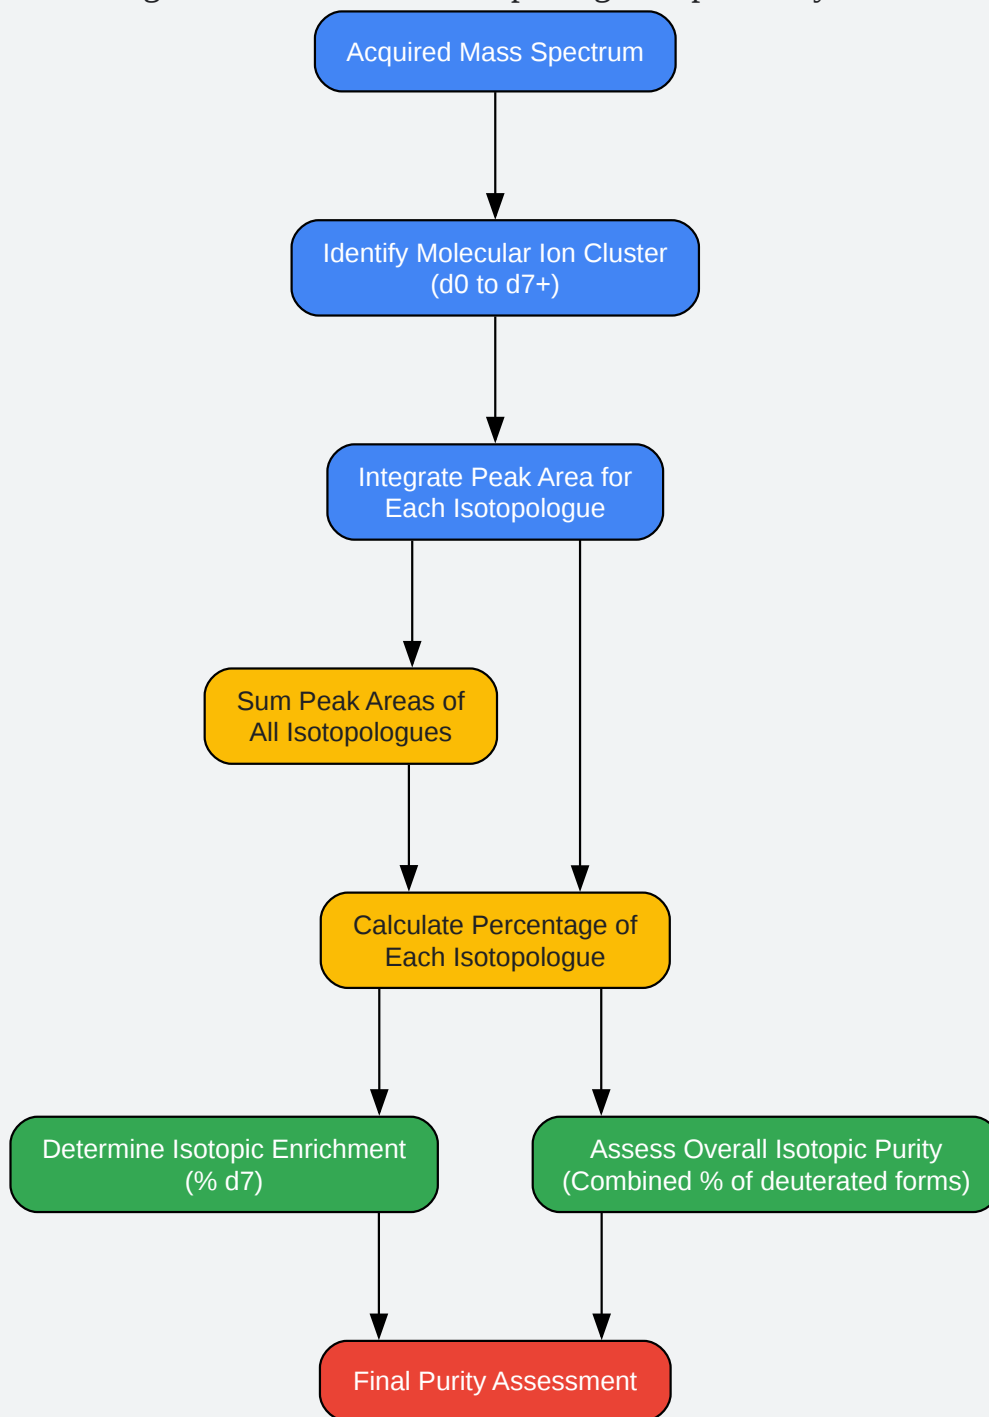 Acquired Mass Spectrum
Identify Molecular Ion Cluster
(d0 to d7+)
Integrate Peak Area for
Each Isotopologue
Sum Peak Areas of
All Isotopologues
Calculate Percentage of
Each Isotopologue
Determine Isotopic Enrichment
(% d7)
Assess Overall Isotopic Purity
(Combined % of deuterated forms)
Final Purity Assessment